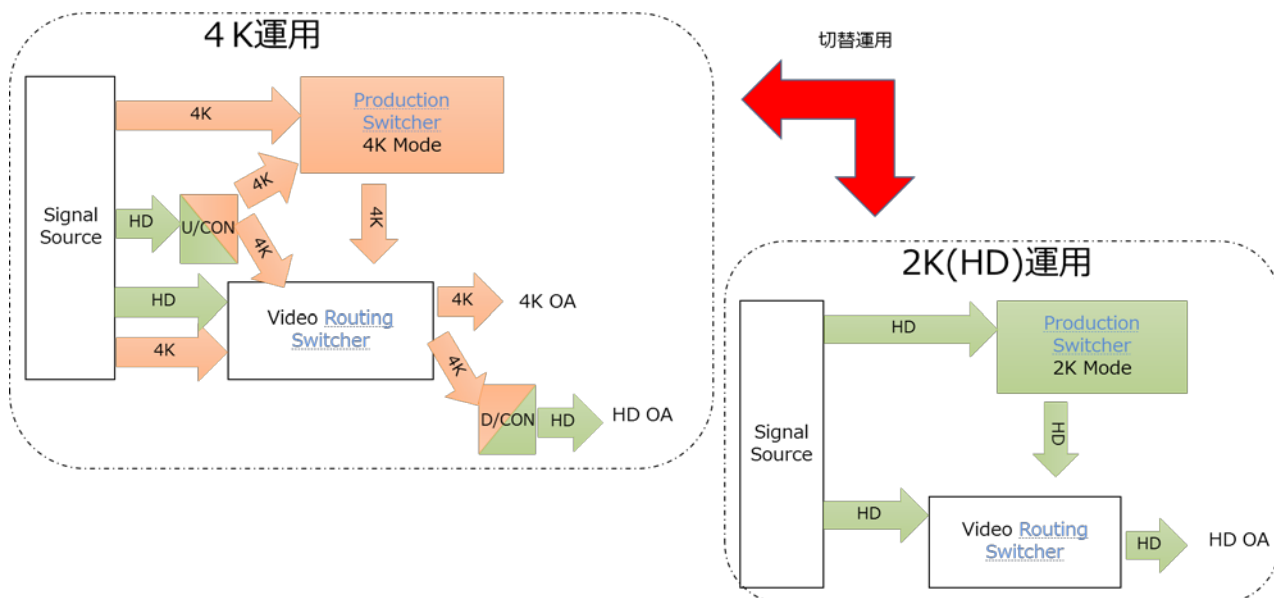 ４K運用
切替運用
4K
Production
Switcher
4K Mode
4K
Signal
Source
HD
U/CON
4K
4K
HD
4K
Video Routing
Switcher
4K
4K OA
4K
D/CON
HD
HD OA
2K(HD)運用
HD
Production
Switcher
2K Mode
HD
Signal
Source
HD
Video Routing
Switcher
HD
HD OA